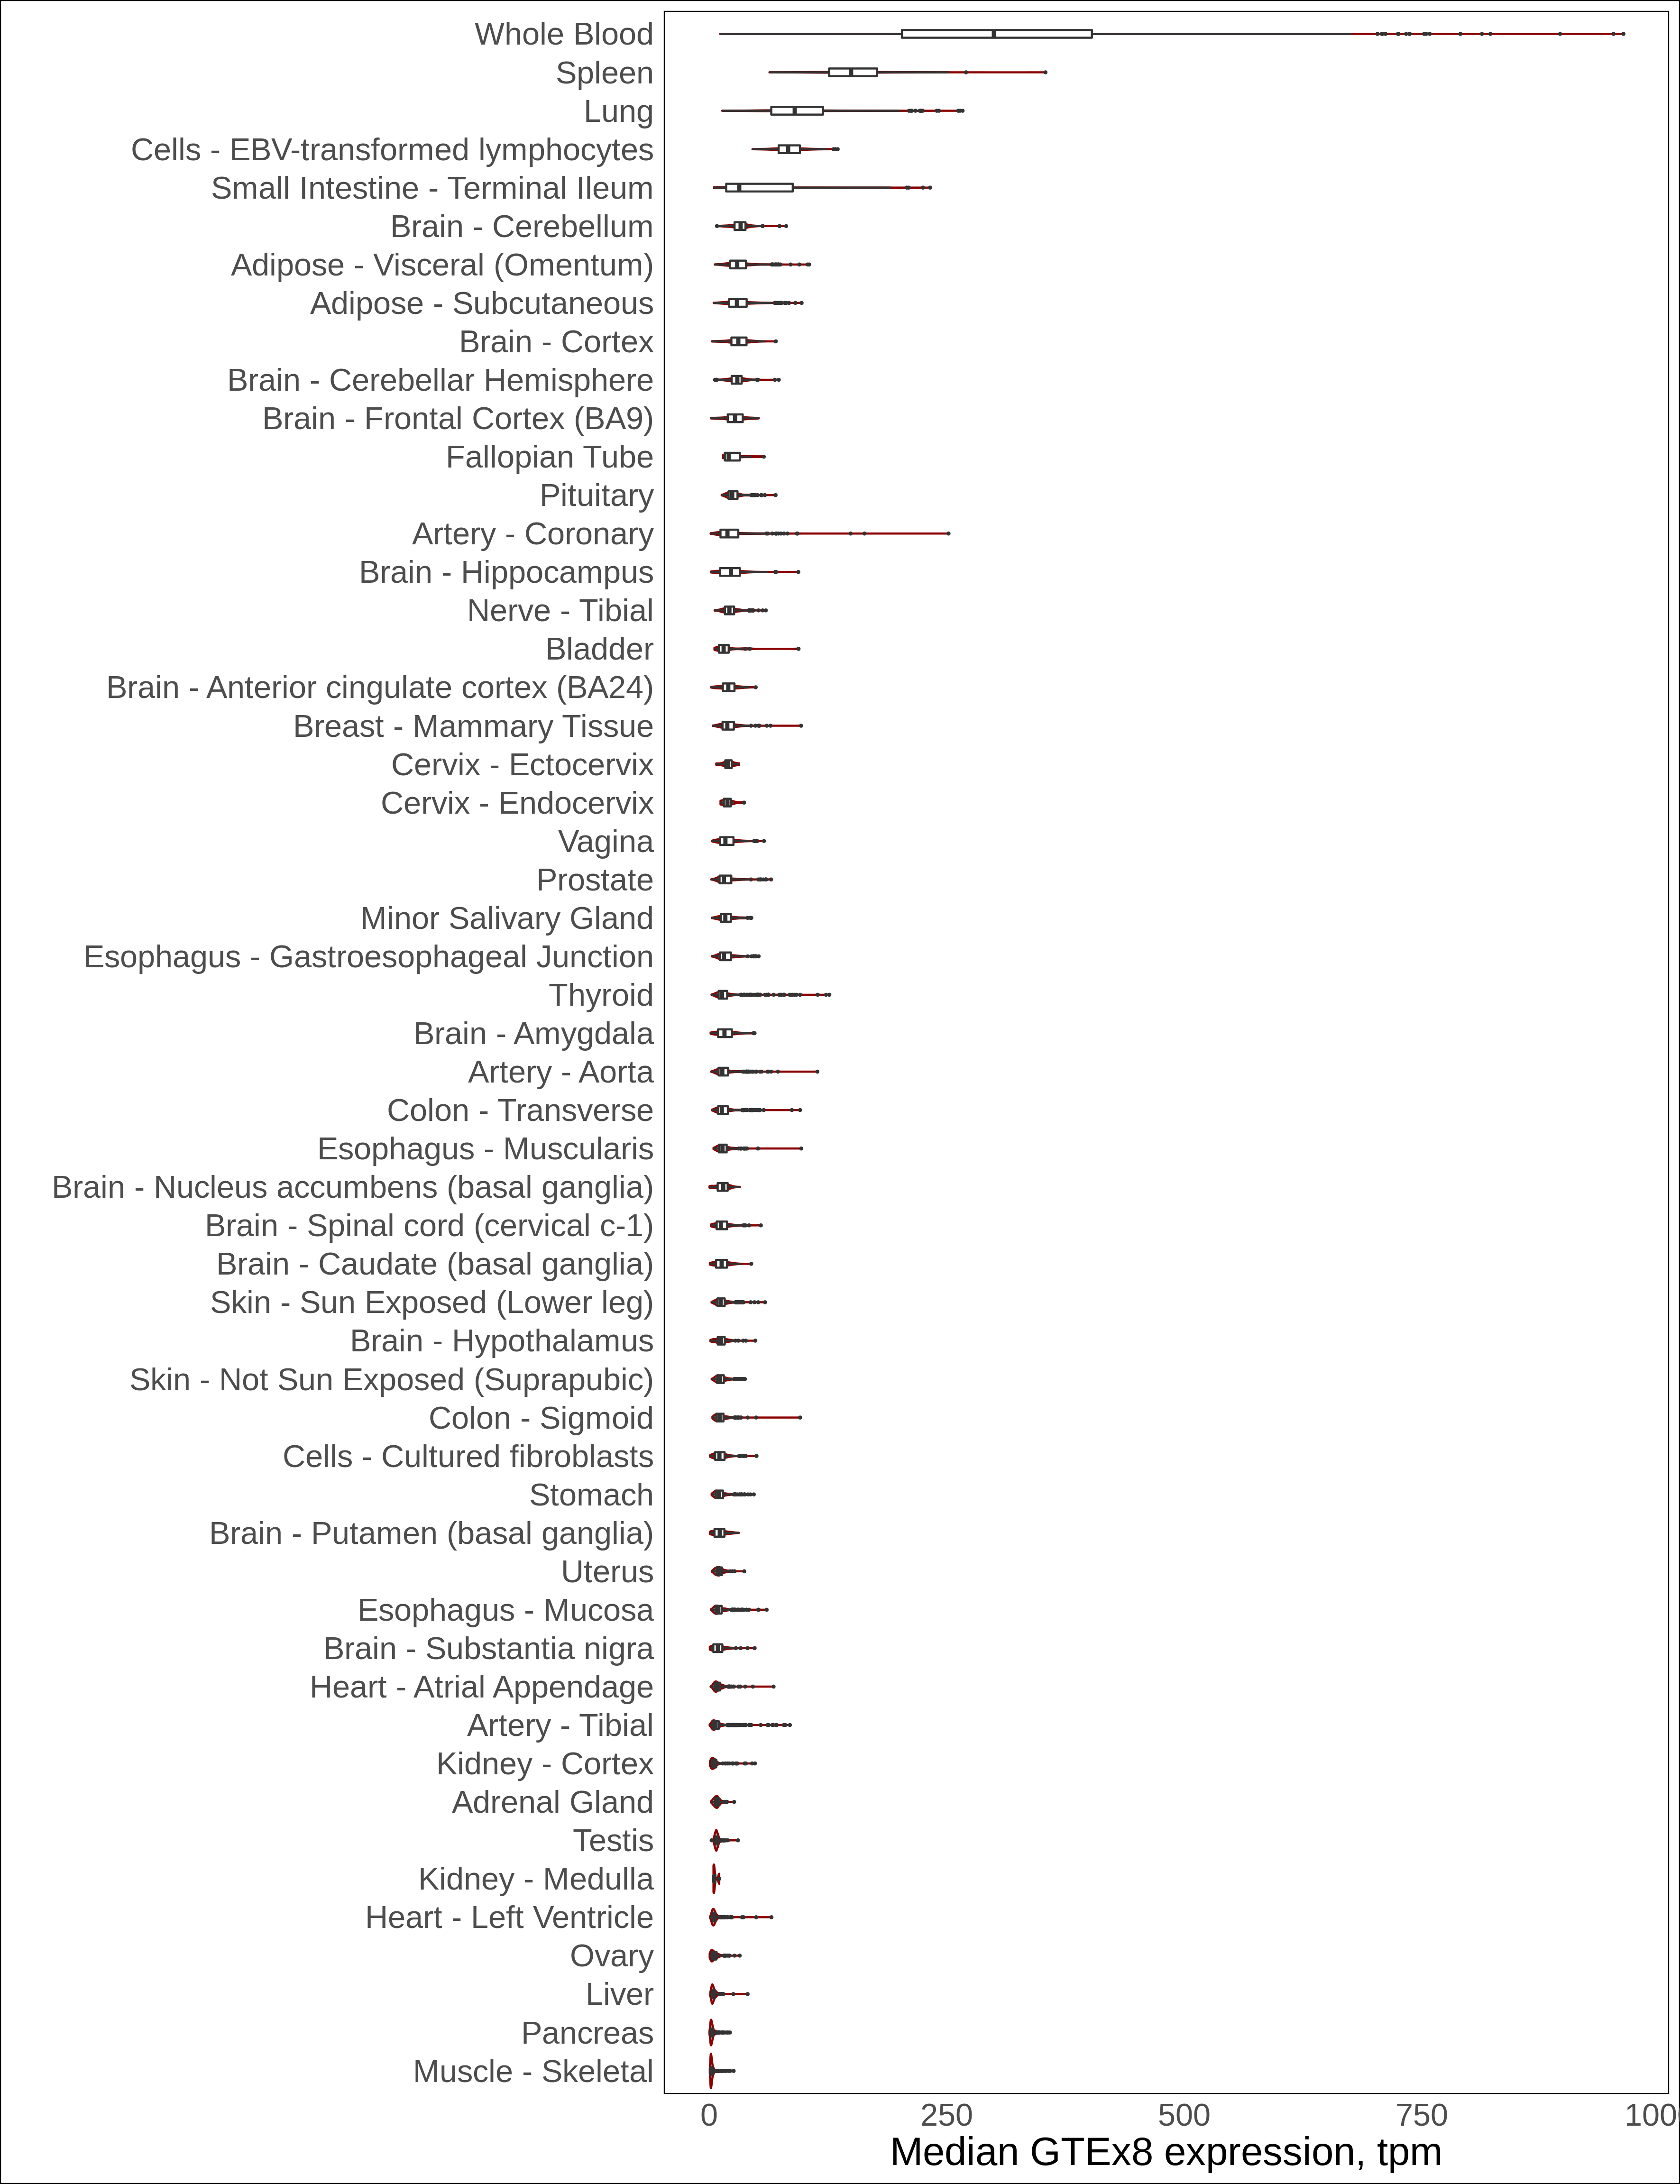 Whole Blood
Spleen
Lung
Cells - EBV-transformed lymphocytes
Small Intestine - Terminal Ileum
Brain - Cerebellum
Adipose - Visceral (Omentum)
Adipose - Subcutaneous
Brain - Cortex
Brain - Cerebellar Hemisphere
Brain - Frontal Cortex (BA9)
Fallopian Tube
Pituitary
Artery - Coronary
Brain - Hippocampus
Nerve - Tibial
Bladder
Brain - Anterior cingulate cortex (BA24)
Breast - Mammary Tissue
Cervix - Ectocervix
Cervix - Endocervix
Vagina
Prostate
Minor Salivary Gland
Esophagus - Gastroesophageal Junction
Thyroid
Brain - Amygdala
Artery - Aorta
Colon - Transverse
Esophagus - Muscularis
Brain - Nucleus accumbens (basal ganglia)
Brain - Spinal cord (cervical c-1)
Brain - Caudate (basal ganglia)
Skin - Sun Exposed (Lower leg)
Brain - Hypothalamus
Skin - Not Sun Exposed (Suprapubic)
Colon - Sigmoid
Cells - Cultured fibroblasts
Stomach
Brain - Putamen (basal ganglia)
Uterus
Esophagus - Mucosa
Brain - Substantia nigra
Heart - Atrial Appendage
Artery - Tibial
Kidney - Cortex
Adrenal Gland
Testis
Kidney - Medulla
Heart - Left Ventricle
Ovary
Liver
Pancreas
Muscle - Skeletal
0 250 500 750 100
Median GTEx8 expression, tpm